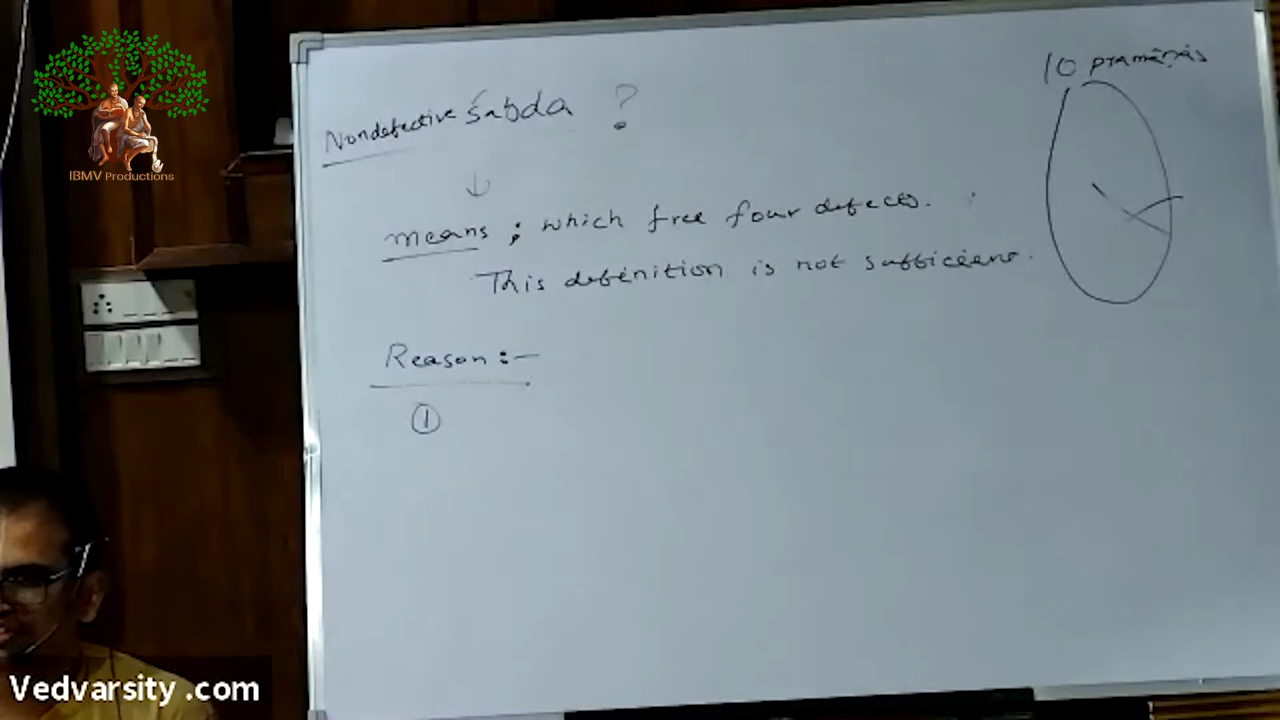 IBMV Productions
10 pramāṇas
Nondefective Śabda ?
↓
means : which free four defects.
This definition is not sufficient.
Reason :—
①
Vedvarsity .com